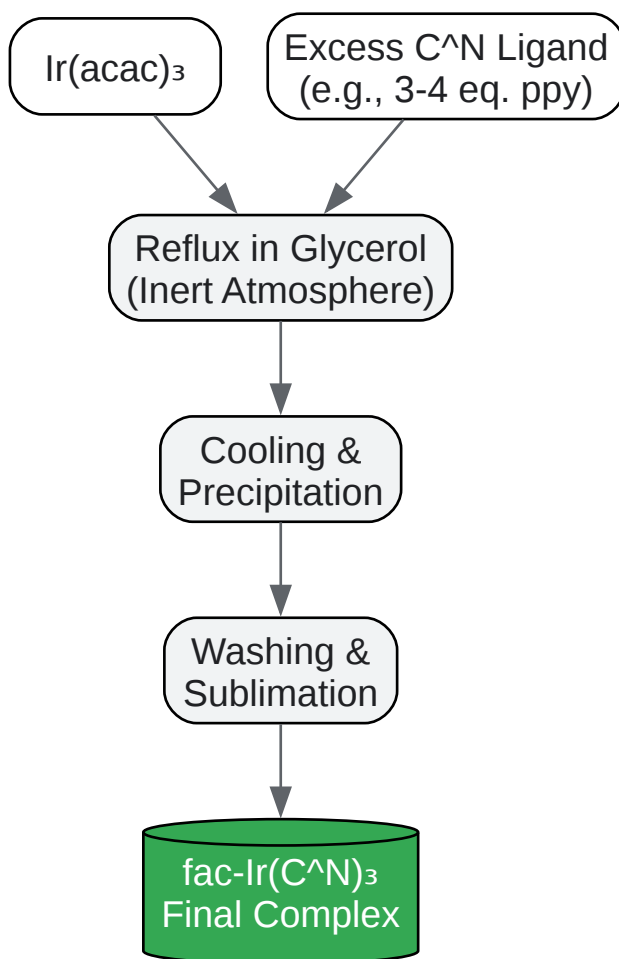 Ir(acac)₃
Excess C^N Ligand
(e.g., 3-4 eq. ppy)
Reflux in Glycerol
(Inert Atmosphere)
Cooling &
Precipitation
Washing &
Sublimation
fac-Ir(C^N)₃
Final Complex